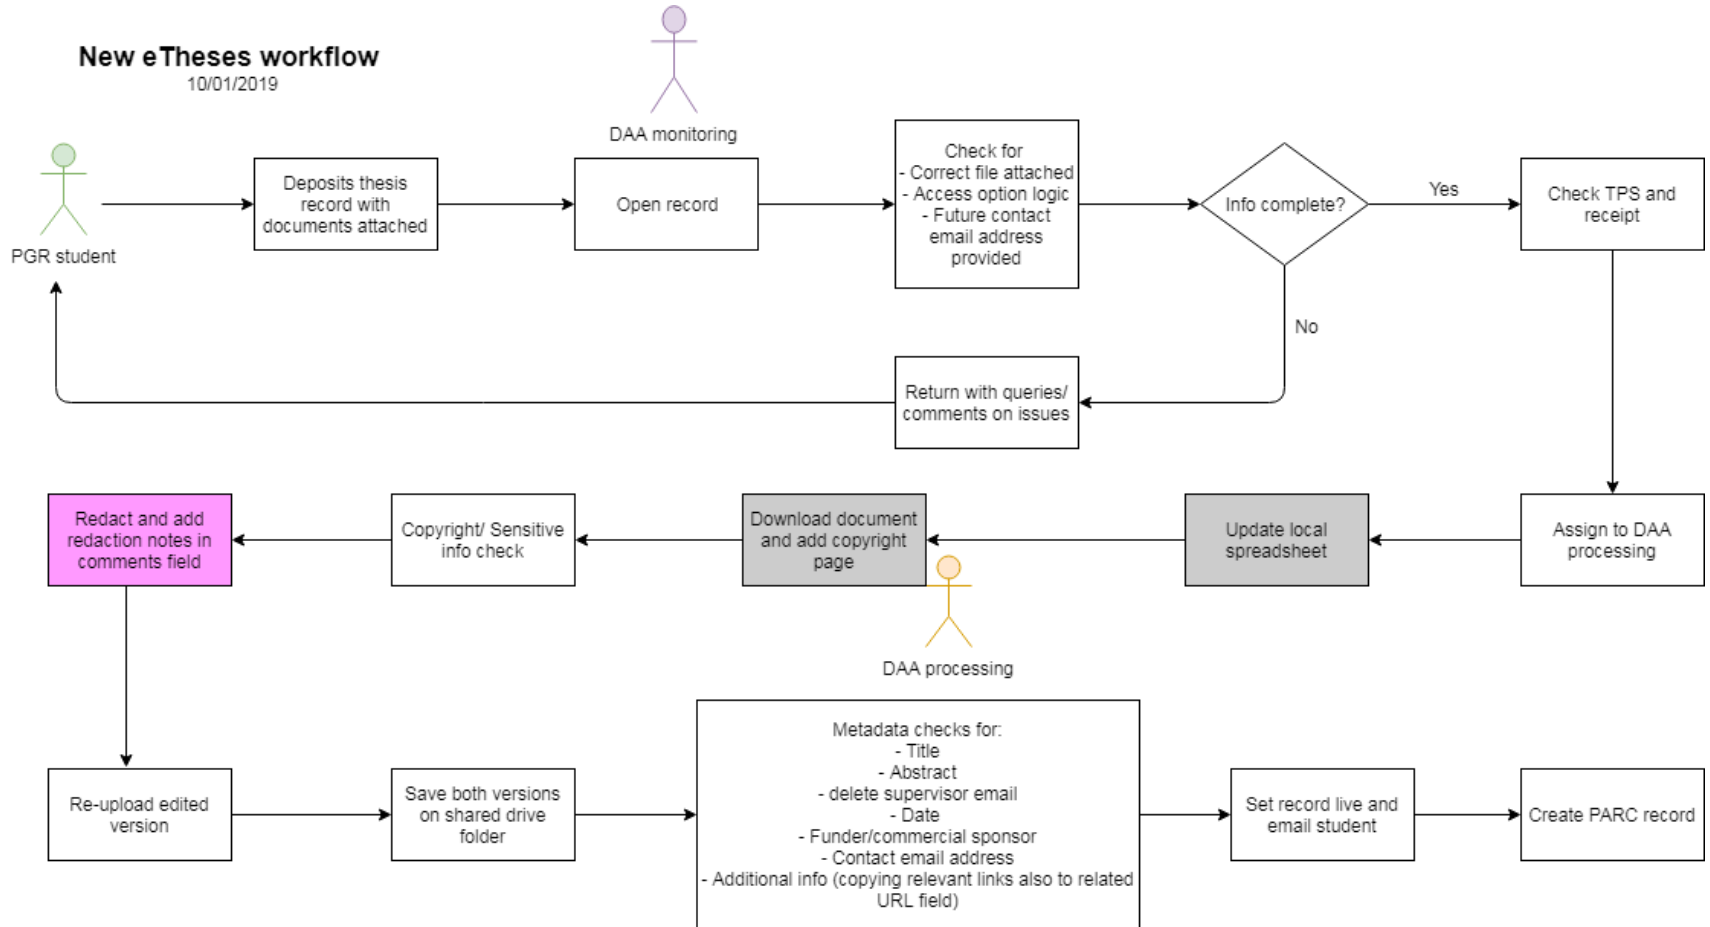 New eTheses workflow
10/01/2019
DAA monitoring
PGR student
Deposits thesis
record with
documents attached
Open record
Check for
- Correct file attached
- Access option logic
- Future contact
email address
provided
Info complete?
Yes
Check TPS and
receipt
No
Return with queries/
comments on issues
Redact and add
redaction notes in
comments field
Copyright/ Sensitive
info check
Download document
and add copyright
page
Update local
spreadsheet
Assign to DAA
processing
DAA processing
Re-upload edited
version
Save both versions
on shared drive
folder
Metadata checks for:
- Title
- Abstract
- delete supervisor email
- Date
- Funder/commercial sponsor
- Contact email address
- Additional info (copying relevant links also to related
URL field)
Set record live and
email student
Create PARC record